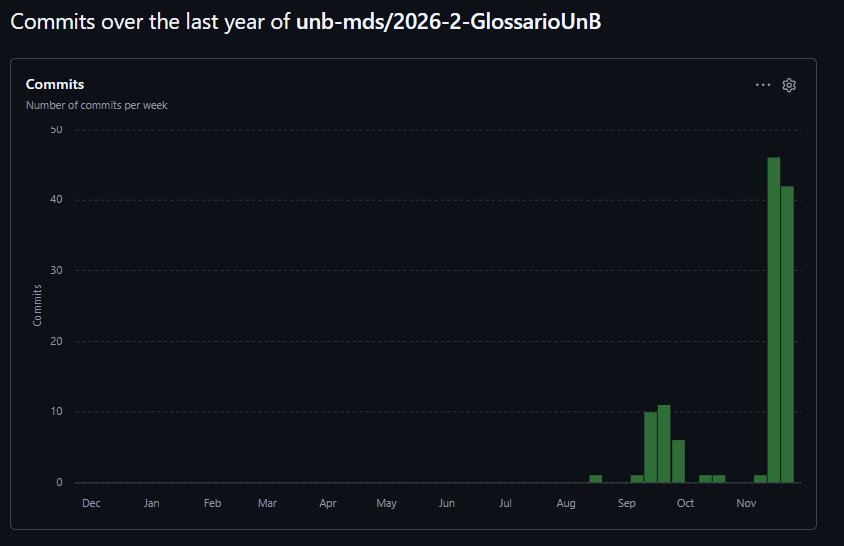 Commits over the last year of unb-mds/2026-2-GlossarioUnB
Commits
Number of commits per week
50
40
30
20
10
0
Commits
Dec Jan Feb Mar Apr May Jun Jul Aug Sep Oct Nov